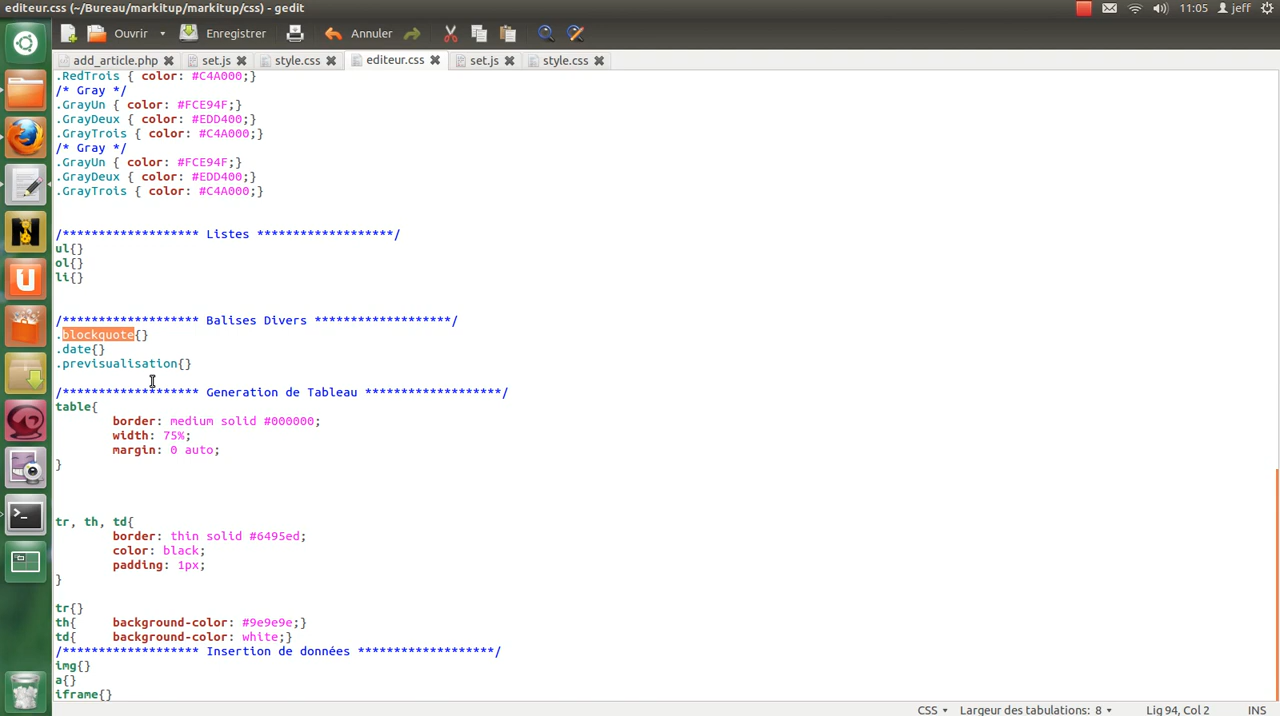 editeur.css (~/Bureau/markitup/markitup/css) - gedit
11:05 jeff
Ouvrir Enregistrer Annuler
add_article.php set.js style.css editeur.css set.js style.css
.RedTrois { color: #C4A000;}
/* Gray */
.GrayUn { color: #FCE94F;}
.GrayDeux { color: #EDD400;}
.GrayTrois { color: #C4A000;}
/* Gray */
.GrayUn { color: #FCE94F;}
.GrayDeux { color: #EDD400;}
.GrayTrois { color: #C4A000;}
/******************* Listes *******************/
ul{}
ol{}
li{}
/******************* Balises Divers *******************/
.blockquote{}
.date{}
.previsualisation{}
/******************* Generation de Tableau *******************/
table{
border: medium solid #000000;
width: 75%;
margin: 0 auto;
}
tr, th, td{
border: thin solid #6495ed;
color: black;
padding: 1px;
}
tr{}
th{ background-color: #9e9e9e;}
td{ background-color: white;}
/******************* Insertion de données *******************/
img{}
a{}
iframe{}
CSS Largeur des tabulations: 8 Lig 94, Col 2 INS